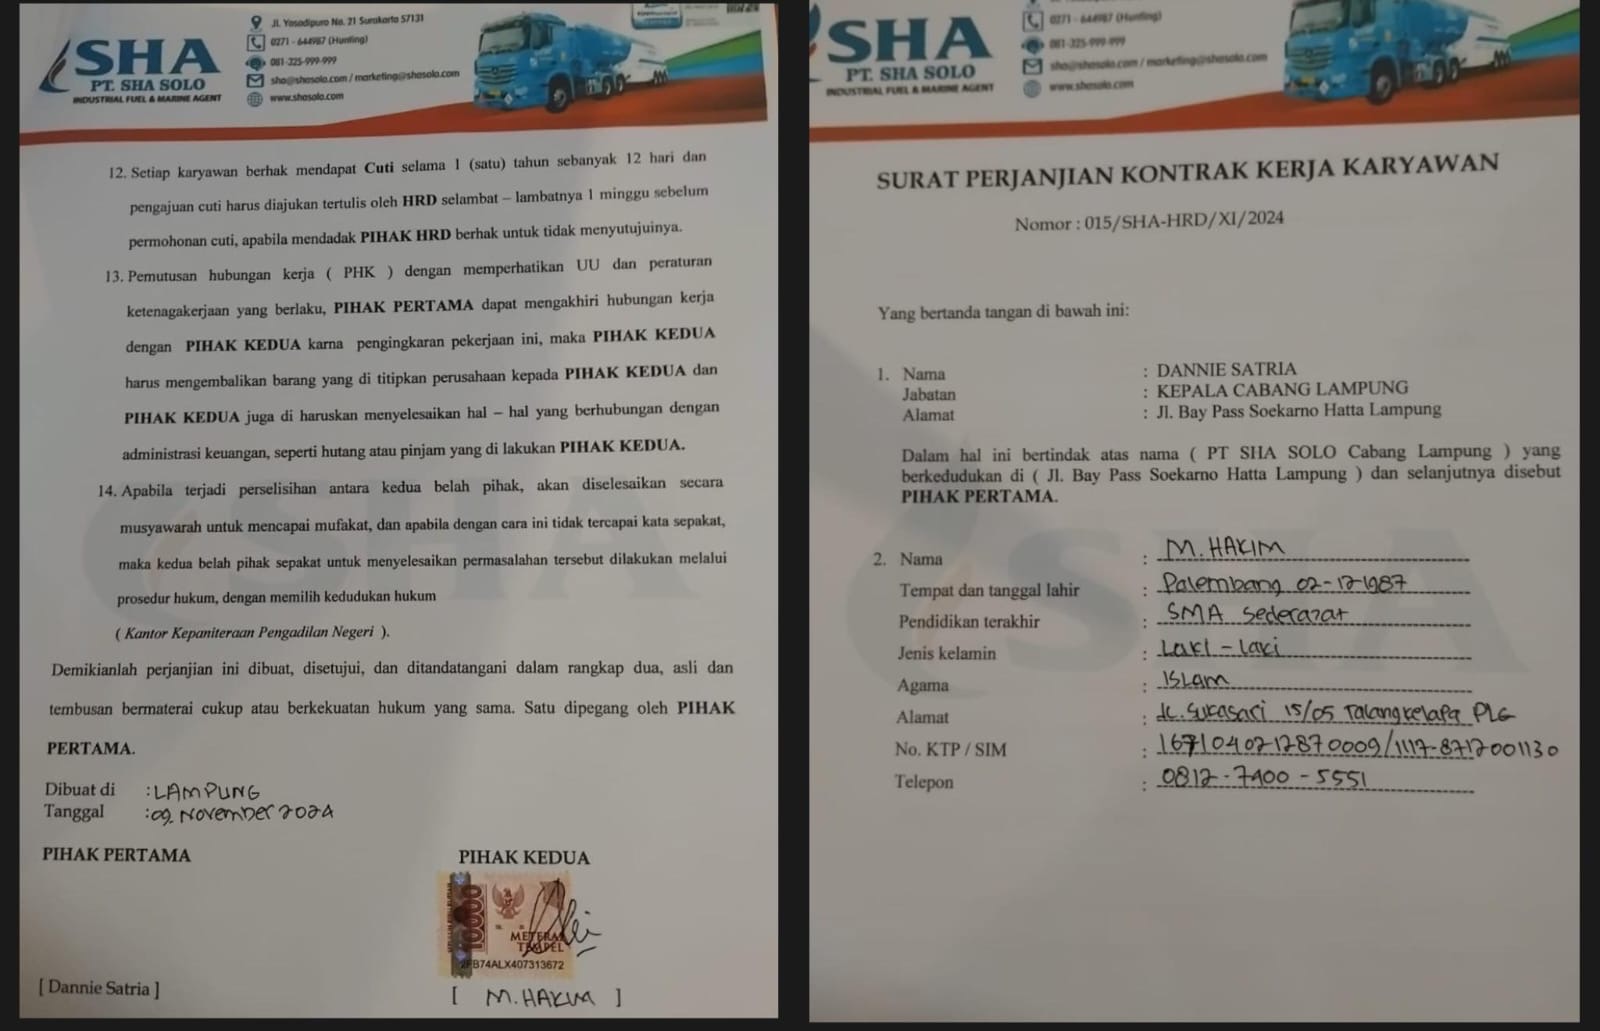 SHA
PT. SHA SOLO
INDUSTRIAL FUEL & MARINE AGENT
Jl. Yosodipuro No. 21 Surakarta 57131
0271 - 644987 (Hunting)
081-325-999-999
sha@shasolo.com / marketing@shasolo.com
www.shasolo.com
12. Setiap karyawan berhak mendapat Cuti selama 1 (satu) tahun sebanyak 12 hari dan
pengajuan cuti harus diajukan tertulis oleh HRD selambat – lambatnya 1 minggu sebelum
permohonan cuti, apabila mendadak PIHAK HRD berhak untuk tidak menyutujuinya.
13. Pemutusan hubungan kerja ( PHK ) dengan memperhatikan UU dan peraturan
ketenagakerjaan yang berlaku, PIHAK PERTAMA dapat mengakhiri hubungan kerja
dengan PIHAK KEDUA karna pengingkaran pekerjaan ini, maka PIHAK KEDUA
harus mengembalikan barang yang di titipkan perusahaan kepada PIHAK KEDUA dan
PIHAK KEDUA juga di haruskan menyelesaikan hal – hal yang berhubungan dengan
administrasi keuangan, seperti hutang atau pinjam yang di lakukan PIHAK KEDUA.
14. Apabila terjadi perselisihan antara kedua belah pihak, akan diselesaikan secara
musyawarah untuk mencapai mufakat, dan apabila dengan cara ini tidak tercapai kata sepakat,
maka kedua belah pihak sepakat untuk menyelesaikan permasalahan tersebut dilakukan melalui
prosedur hukum, dengan memilih kedudukan hukum
( Kantor Kepaniteraan Pengadilan Negeri ).
Demikianlah perjanjian ini dibuat, disetujui, dan ditandatangani dalam rangkap dua, asli dan
tembusan bermaterai cukup atau berkekuatan hukum yang sama. Satu dipegang oleh PIHAK
PERTAMA.
Dibuat di : LAMPUNG
Tanggal : 09. November 2024
PIHAK PERTAMA
PIHAK KEDUA
10000
METERAI
TEMPEL
FB74ALX407313672
[ Dannie Satria ]
[ M. HAKIM ]
SHA
PT. SHA SOLO
INDUSTRIAL FUEL & MARINE AGENT
0271 - 644987 (Hunting)
081-325-999-999
sha@shasolo.com / marketing@shasolo.com
www.shasolo.com
SURAT PERJANJIAN KONTRAK KERJA KARYAWAN
Nomor : 015/SHA-HRD/XI/2024
Yang bertanda tangan di bawah ini:
1. Nama : DANNIE SATRIA
Jabatan : KEPALA CABANG LAMPUNG
Alamat : Jl. Bay Pass Soekarno Hatta Lampung
Dalam hal ini bertindak atas nama ( PT SHA SOLO Cabang Lampung ) yang
berkedudukan di ( Jl. Bay Pass Soekarno Hatta Lampung ) dan selanjutnya disebut
PIHAK PERTAMA.
2. Nama : M. HAKIM
Tempat dan tanggal lahir : Palembang 02-12-1987
Pendidikan terakhir : SMA Sederazat
Jenis kelamin : Laki - Laki
Agama : ISLAM
Alamat : JL. Sukasari 15/05 Talangkelapa PLG
No. KTP / SIM : 1671040212870009/1117-8712001130
Telepon : 0812-7400-5551